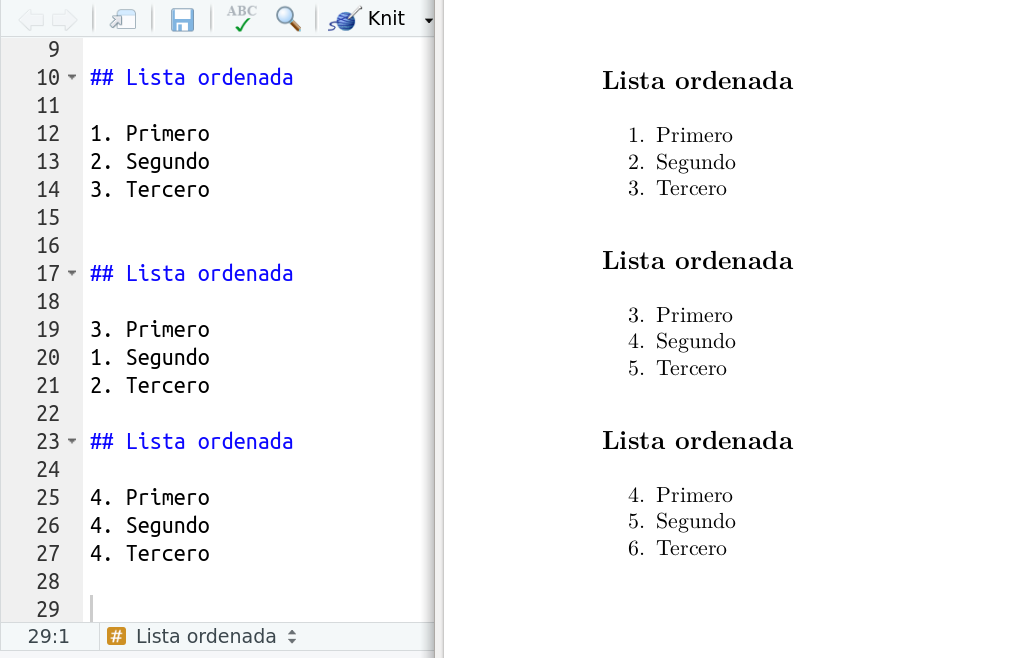 ABC
Knit
9
10 ## Lista ordenada
11
12 1. Primero
13 2. Segundo
14 3. Tercero
15
16
17 ## Lista ordenada
18
19 3. Primero
20 1. Segundo
21 2. Tercero
22
23 ## Lista ordenada
24
25 4. Primero
26 4. Segundo
27 4. Tercero
28
29
29:1 # Lista ordenada
Lista ordenada
1. Primero
2. Segundo
3. Tercero
Lista ordenada
3. Primero
4. Segundo
5. Tercero
Lista ordenada
4. Primero
5. Segundo
6. Tercero